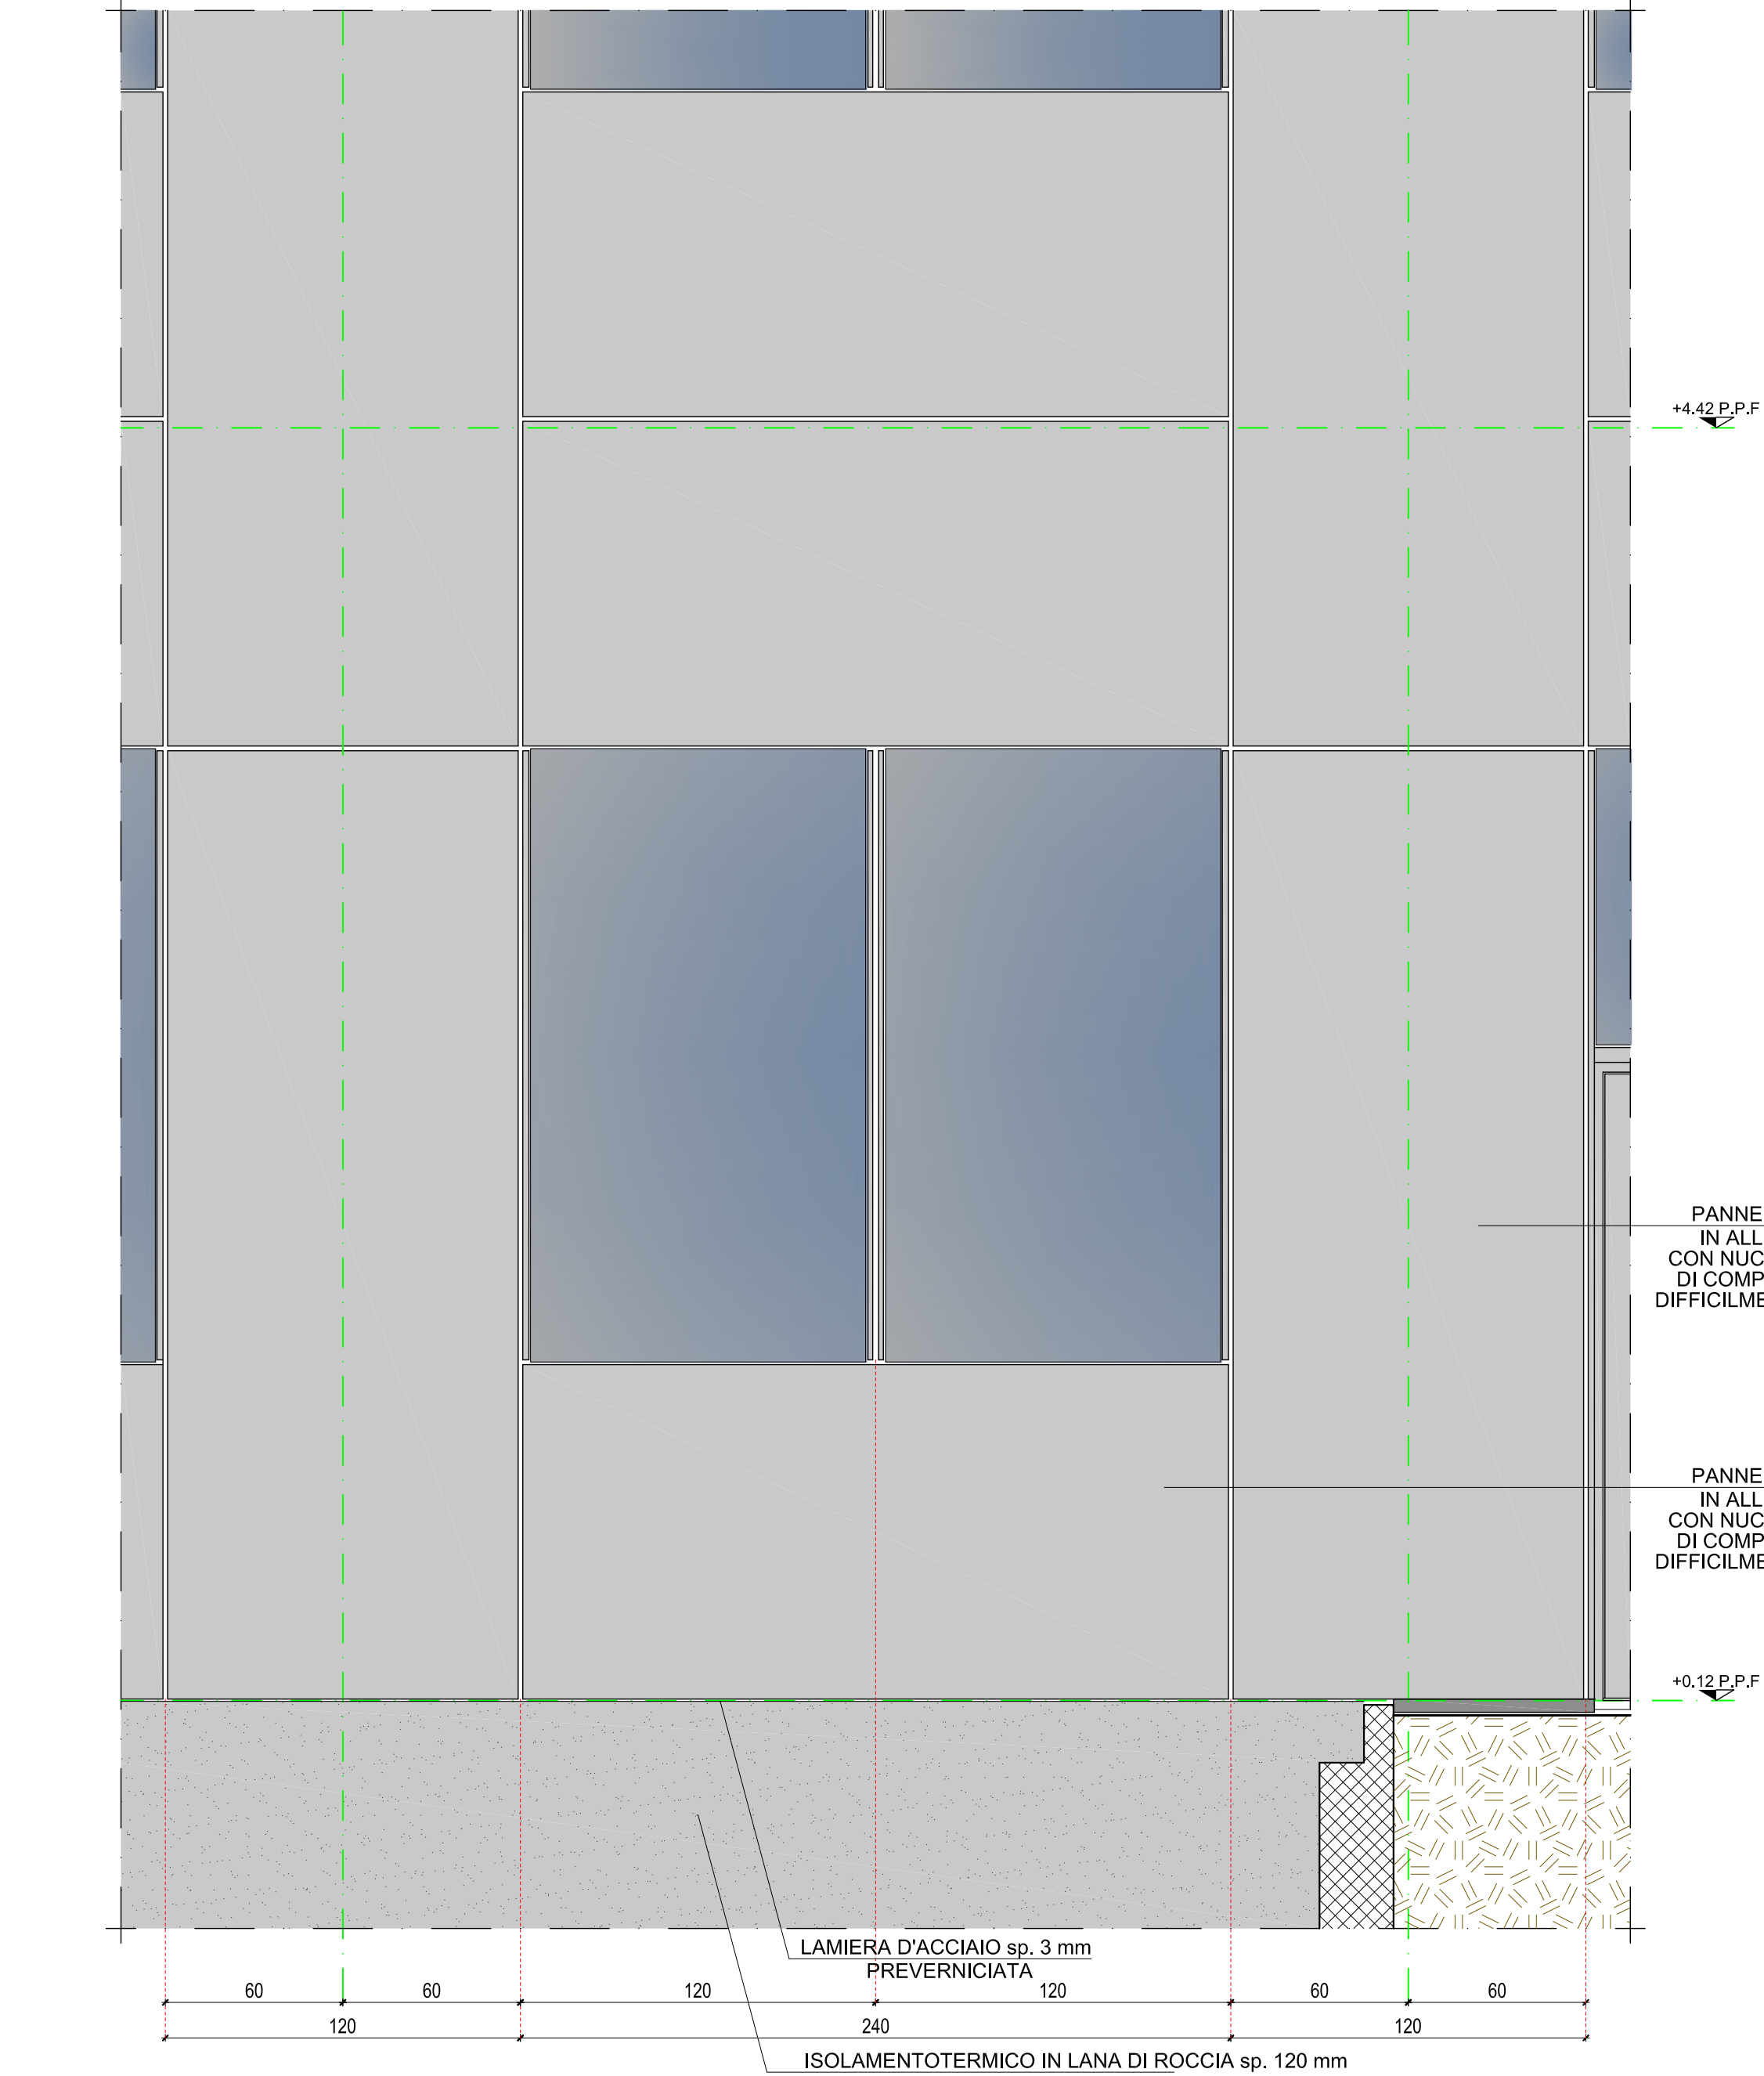 +4.42 P.P.F
PANNE
IN ALL
CON NUC
DI COMP
DIFFICILME
PANNE
IN ALL
CON NUC
DI COMP
DIFFICILME
+0.12 P.P.F
LAMIERA D'ACCIAIO sp. 3 mm
PREVERNICIATA
60 60 120 120 60 60
120 240 120
ISOLAMENTOTERMICO IN LANA DI ROCCIA sp. 120 mm